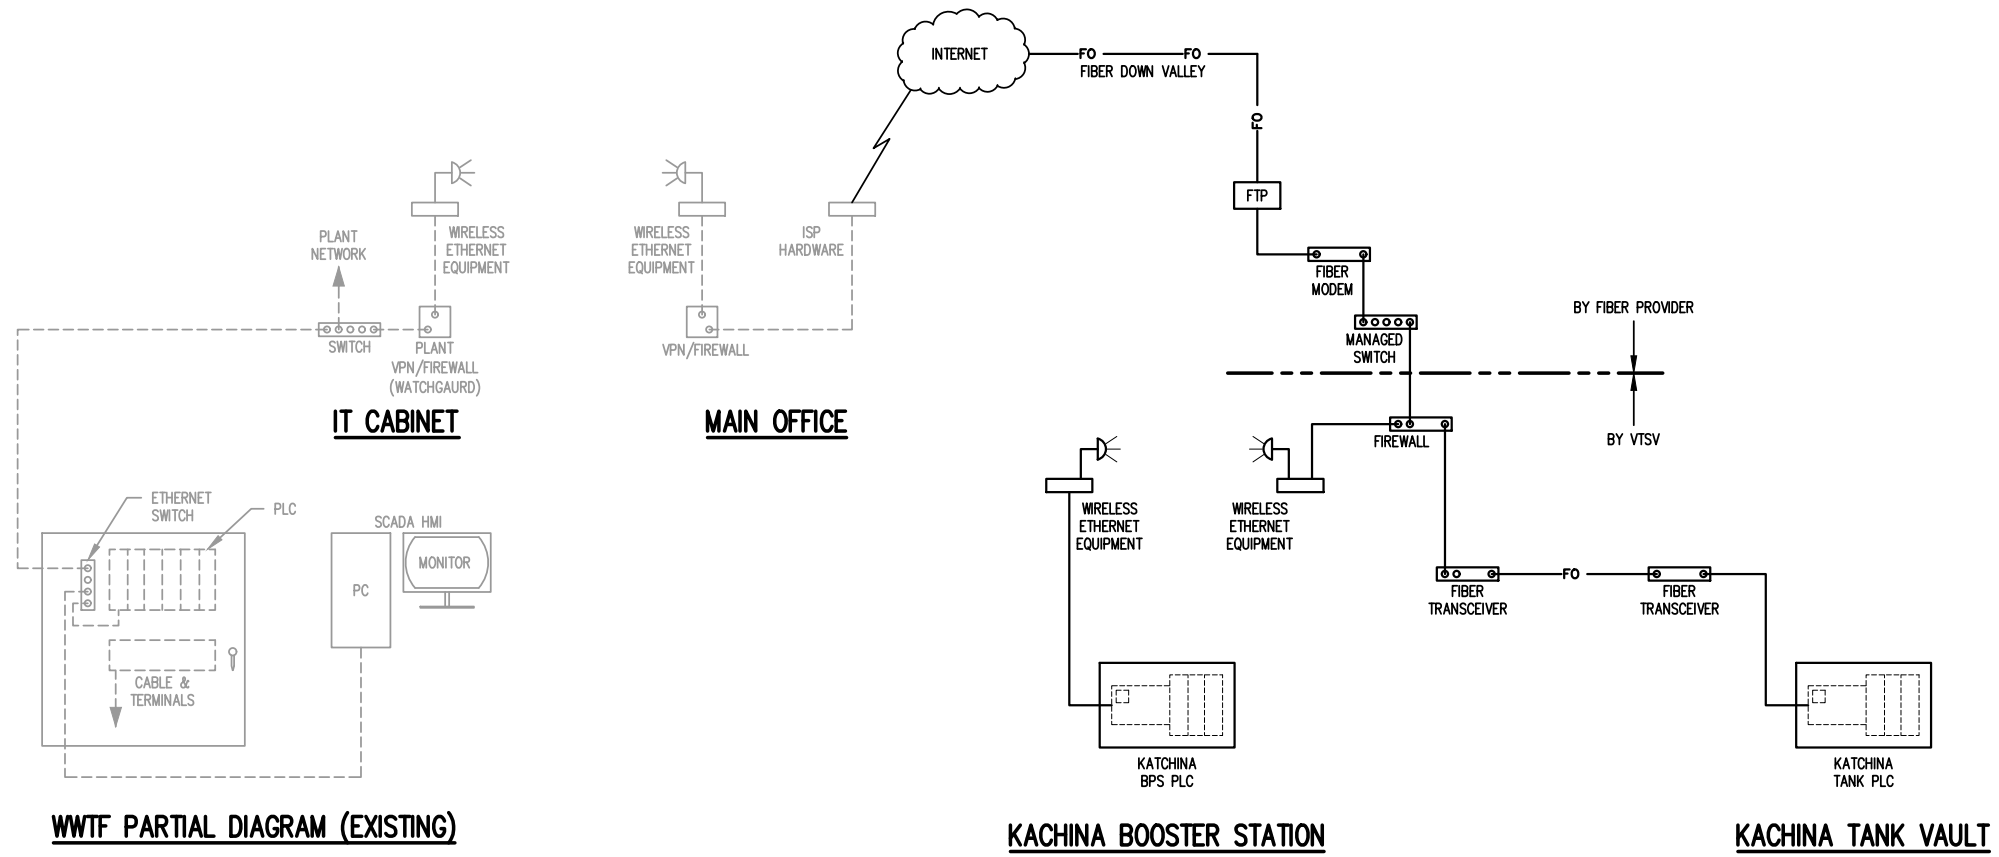 INTERNET
FO
FO
FIBER DOWN VALLEY
FO
FTP
FIBER
MODEM
MANAGED
SWITCH
BY FIBER PROVIDER
BY VTSV
FIREWALL
PLANT
NETWORK
WIRELESS
ETHERNET
EQUIPMENT
SWITCH
PLANT
VPN/FIREWALL
(WATCHGAURD)
IT CABINET
WIRELESS
ETHERNET
EQUIPMENT
ISP
HARDWARE
VPN/FIREWALL
MAIN OFFICE
ETHERNET
SWITCH
PLC
SCADA HMI
MONITOR
PC
CABLE &
TERMINALS
WWTF PARTIAL DIAGRAM (EXISTING)
WIRELESS
ETHERNET
EQUIPMENT
WIRELESS
ETHERNET
EQUIPMENT
FIBER
TRANSCEIVER
FO
FIBER
TRANSCEIVER
KATCHINA
BPS PLC
KACHINA BOOSTER STATION
KATCHINA
TANK PLC
KACHINA TANK VAULT